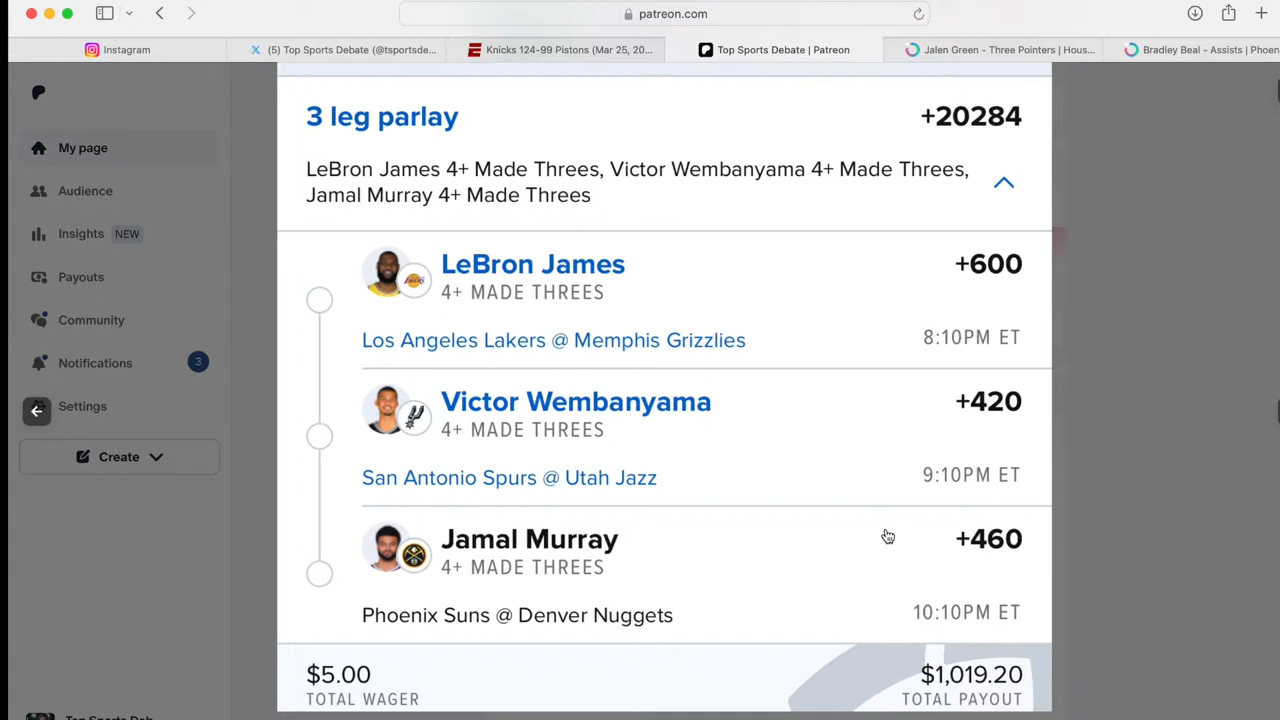 patreon.com
Instagram
(5) Top Sports Debate (@tsportsde...
Knicks 124-99 Pistons (Mar 25, 20...
Top Sports Debate | Patreon
Jalen Green - Three Pointers | Hous...
Bradley Beal - Assists | Phoen
My page
Audience
Insights NEW
Payouts
Community
Notifications 3
Settings
Create
3 leg parlay +20284
LeBron James 4+ Made Threes, Victor Wembanyama 4+ Made Threes,
Jamal Murray 4+ Made Threes
LeBron James +600
4+ MADE THREES
Los Angeles Lakers @ Memphis Grizzlies 8:10PM ET
Victor Wembanyama +420
4+ MADE THREES
San Antonio Spurs @ Utah Jazz 9:10PM ET
Jamal Murray +460
4+ MADE THREES
Phoenix Suns @ Denver Nuggets 10:10PM ET
$5.00 $1,019.20
TOTAL WAGER TOTAL PAYOUT